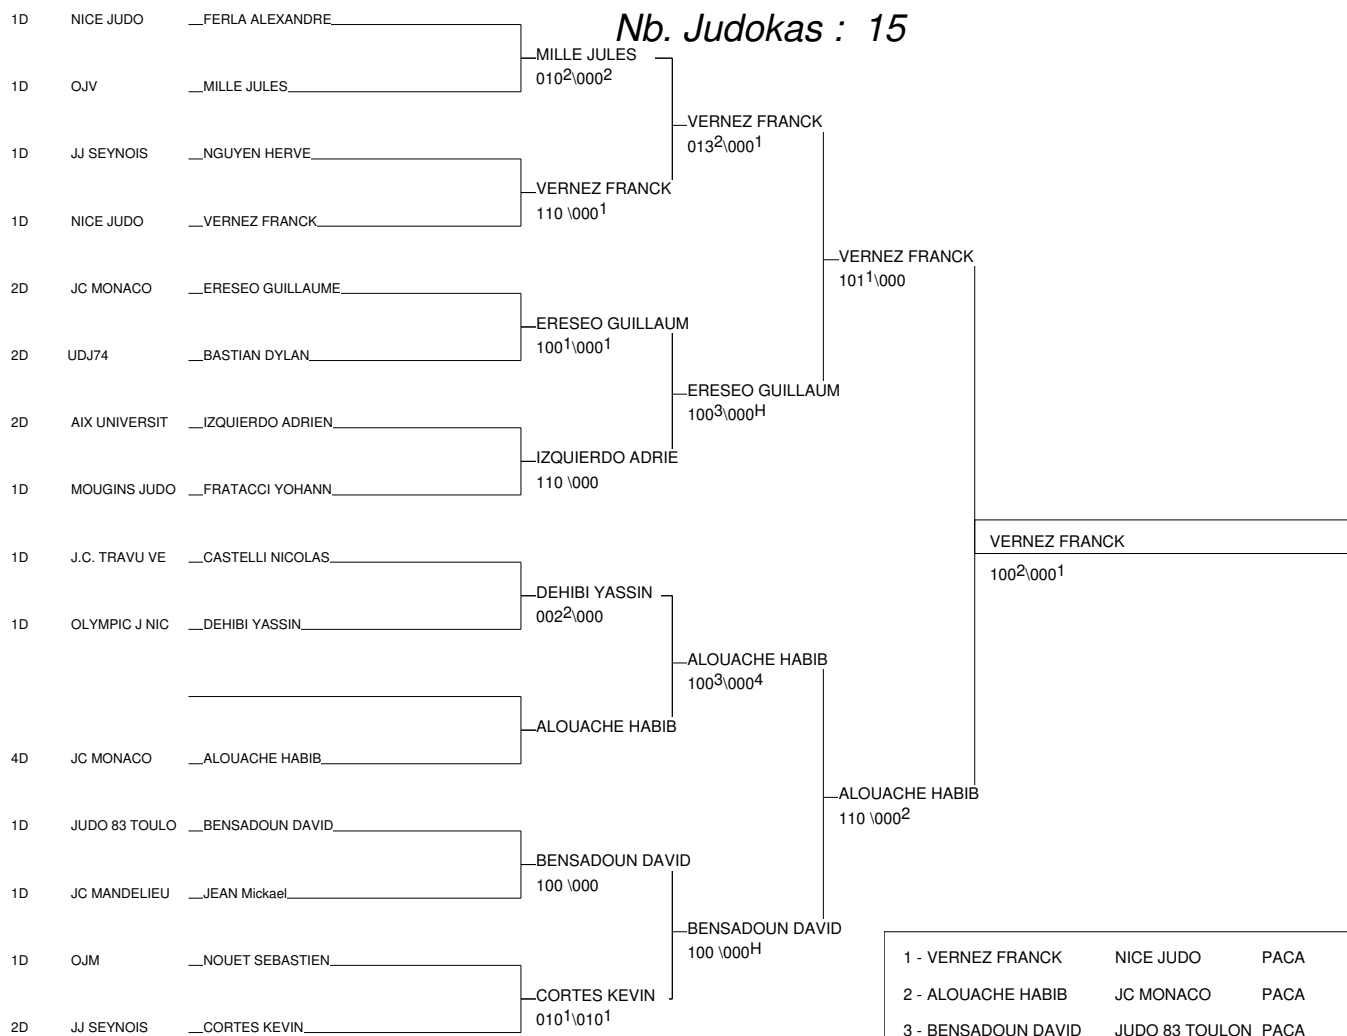 Nb. Judokas : 15
1D NICE JUDO FERLA ALEXANDRE
MILLE JULES
010²\000²
1D OJV MILLE JULES
VERNEZ FRANCK
013²\000¹
1D JJ SEYNOIS NGUYEN HERVE
VERNEZ FRANCK
110 \000¹
1D NICE JUDO VERNEZ FRANCK
VERNEZ FRANCK
101¹\000
2D JC MONACO ERESEO GUILLAUME
ERESEO GUILLAUM
100¹\000¹
2D UDJ74 BASTIAN DYLAN
ERESEO GUILLAUM
100³\000H
2D AIX UNIVERSIT IZQUIERDO ADRIEN
IZQUIERDO ADRIE
110 \000
1D MOUGINS JUDO FRATACCI YOHANN
VERNEZ FRANCK
100²\000¹
1D J.C. TRAVU VE CASTELLI NICOLAS
DEHIBI YASSIN
002²\000
1D OLYMPIC J NIC DEHIBI YASSIN
ALOUACHE HABIB
100³\000⁴
ALOUACHE HABIB
4D JC MONACO ALOUACHE HABIB
ALOUACHE HABIB
110 \000²
1D JUDO 83 TOULO BENSADOUN DAVID
BENSADOUN DAVID
100 \000
1D JC MANDELIEU JEAN Mickael
BENSADOUN DAVID
100 \000H
1D OJM NOUET SEBASTIEN
CORTES KEVIN
010¹\010¹
2D JJ SEYNOIS CORTES KEVIN
1 - VERNEZ FRANCK NICE JUDO PACA
2 - ALOUACHE HABIB JC MONACO PACA
3 - BENSADOUN DAVID JUDO 83 TOULON PACA